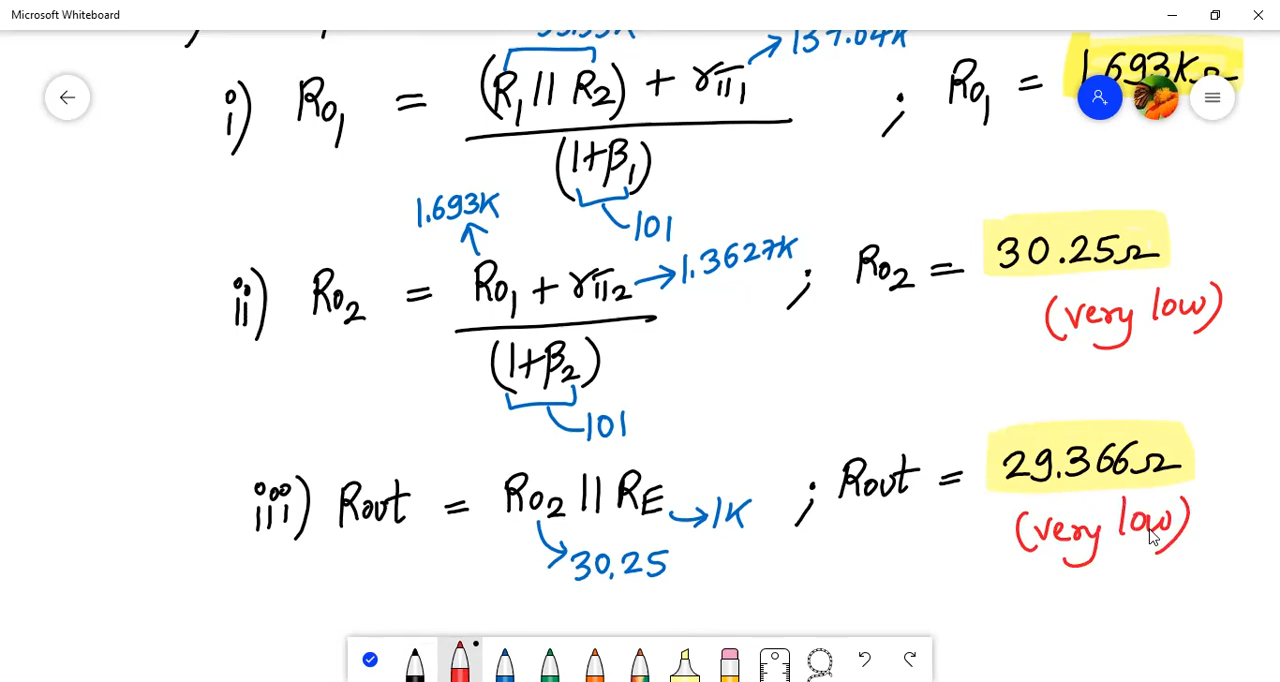 Microsoft Whiteboard
137.64K
i) Ro1 = (R1 || R2) + rπ1 / (1+β1) ; Ro1 = 1.693KΩ
101
1.693K
ii) Ro2 = Ro1 + rπ2 / (1+β2) ; Ro2 = 30.25Ω
1.3627K
(very low)
101
iii) Rout = Ro2 || RE ; Rout = 29.366Ω
1K
30.25
(very low)